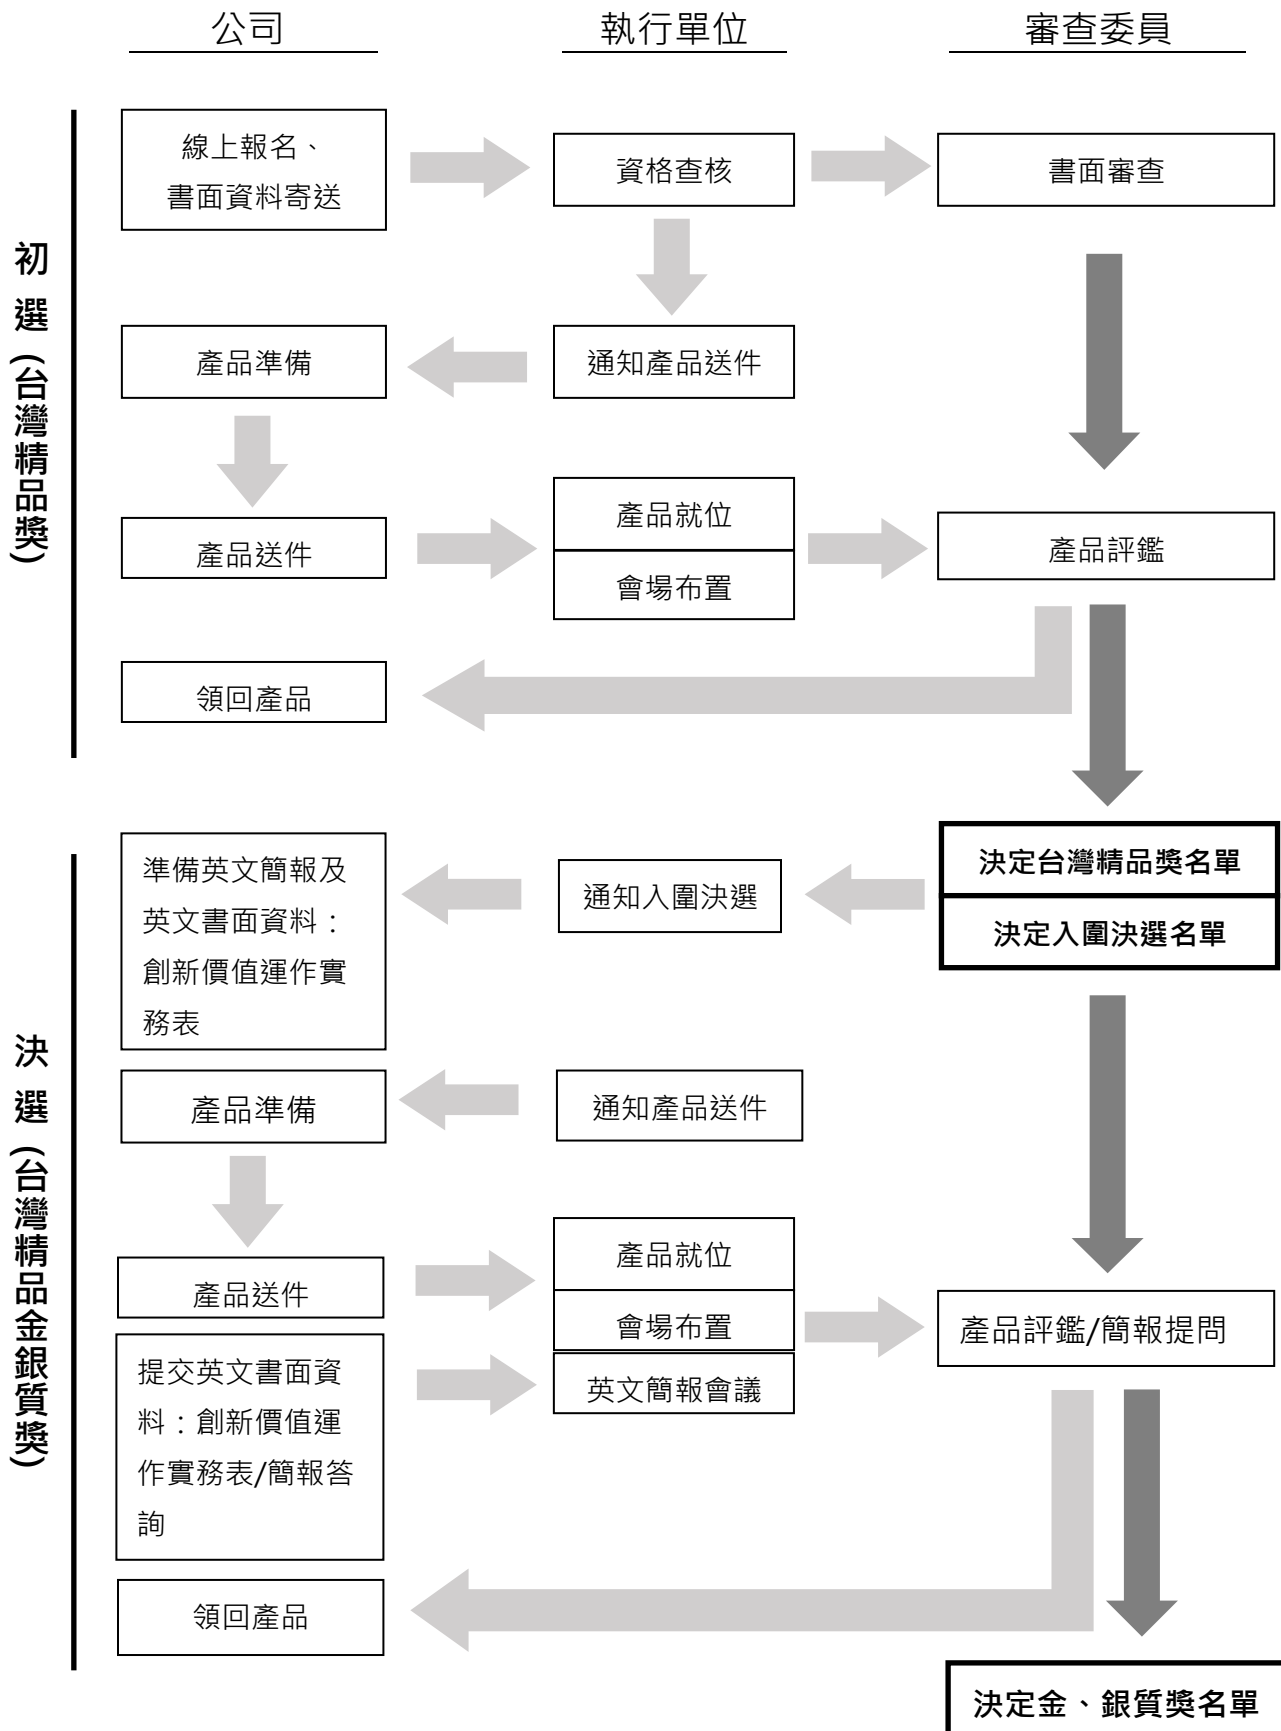 公司
執行單位
審查委員
初選(台灣精品獎)
線上報名、
書面資料寄送
資格查核
書面審查
產品準備
通知產品送件
產品送件
產品就位
會場布置
產品評鑑
領回產品
決選(台灣精品金銀質獎)
決定台灣精品獎名單
決定入圍決選名單
通知入圍決選
準備英文簡報及
英文書面資料：
創新價值運作實
務表
產品準備
通知產品送件
產品送件
產品就位
會場布置
英文簡報會議
產品評鑑/簡報提問
提交英文書面資
料：創新價值運
作實務表/簡報答
詢
領回產品
決定金、銀質獎名單